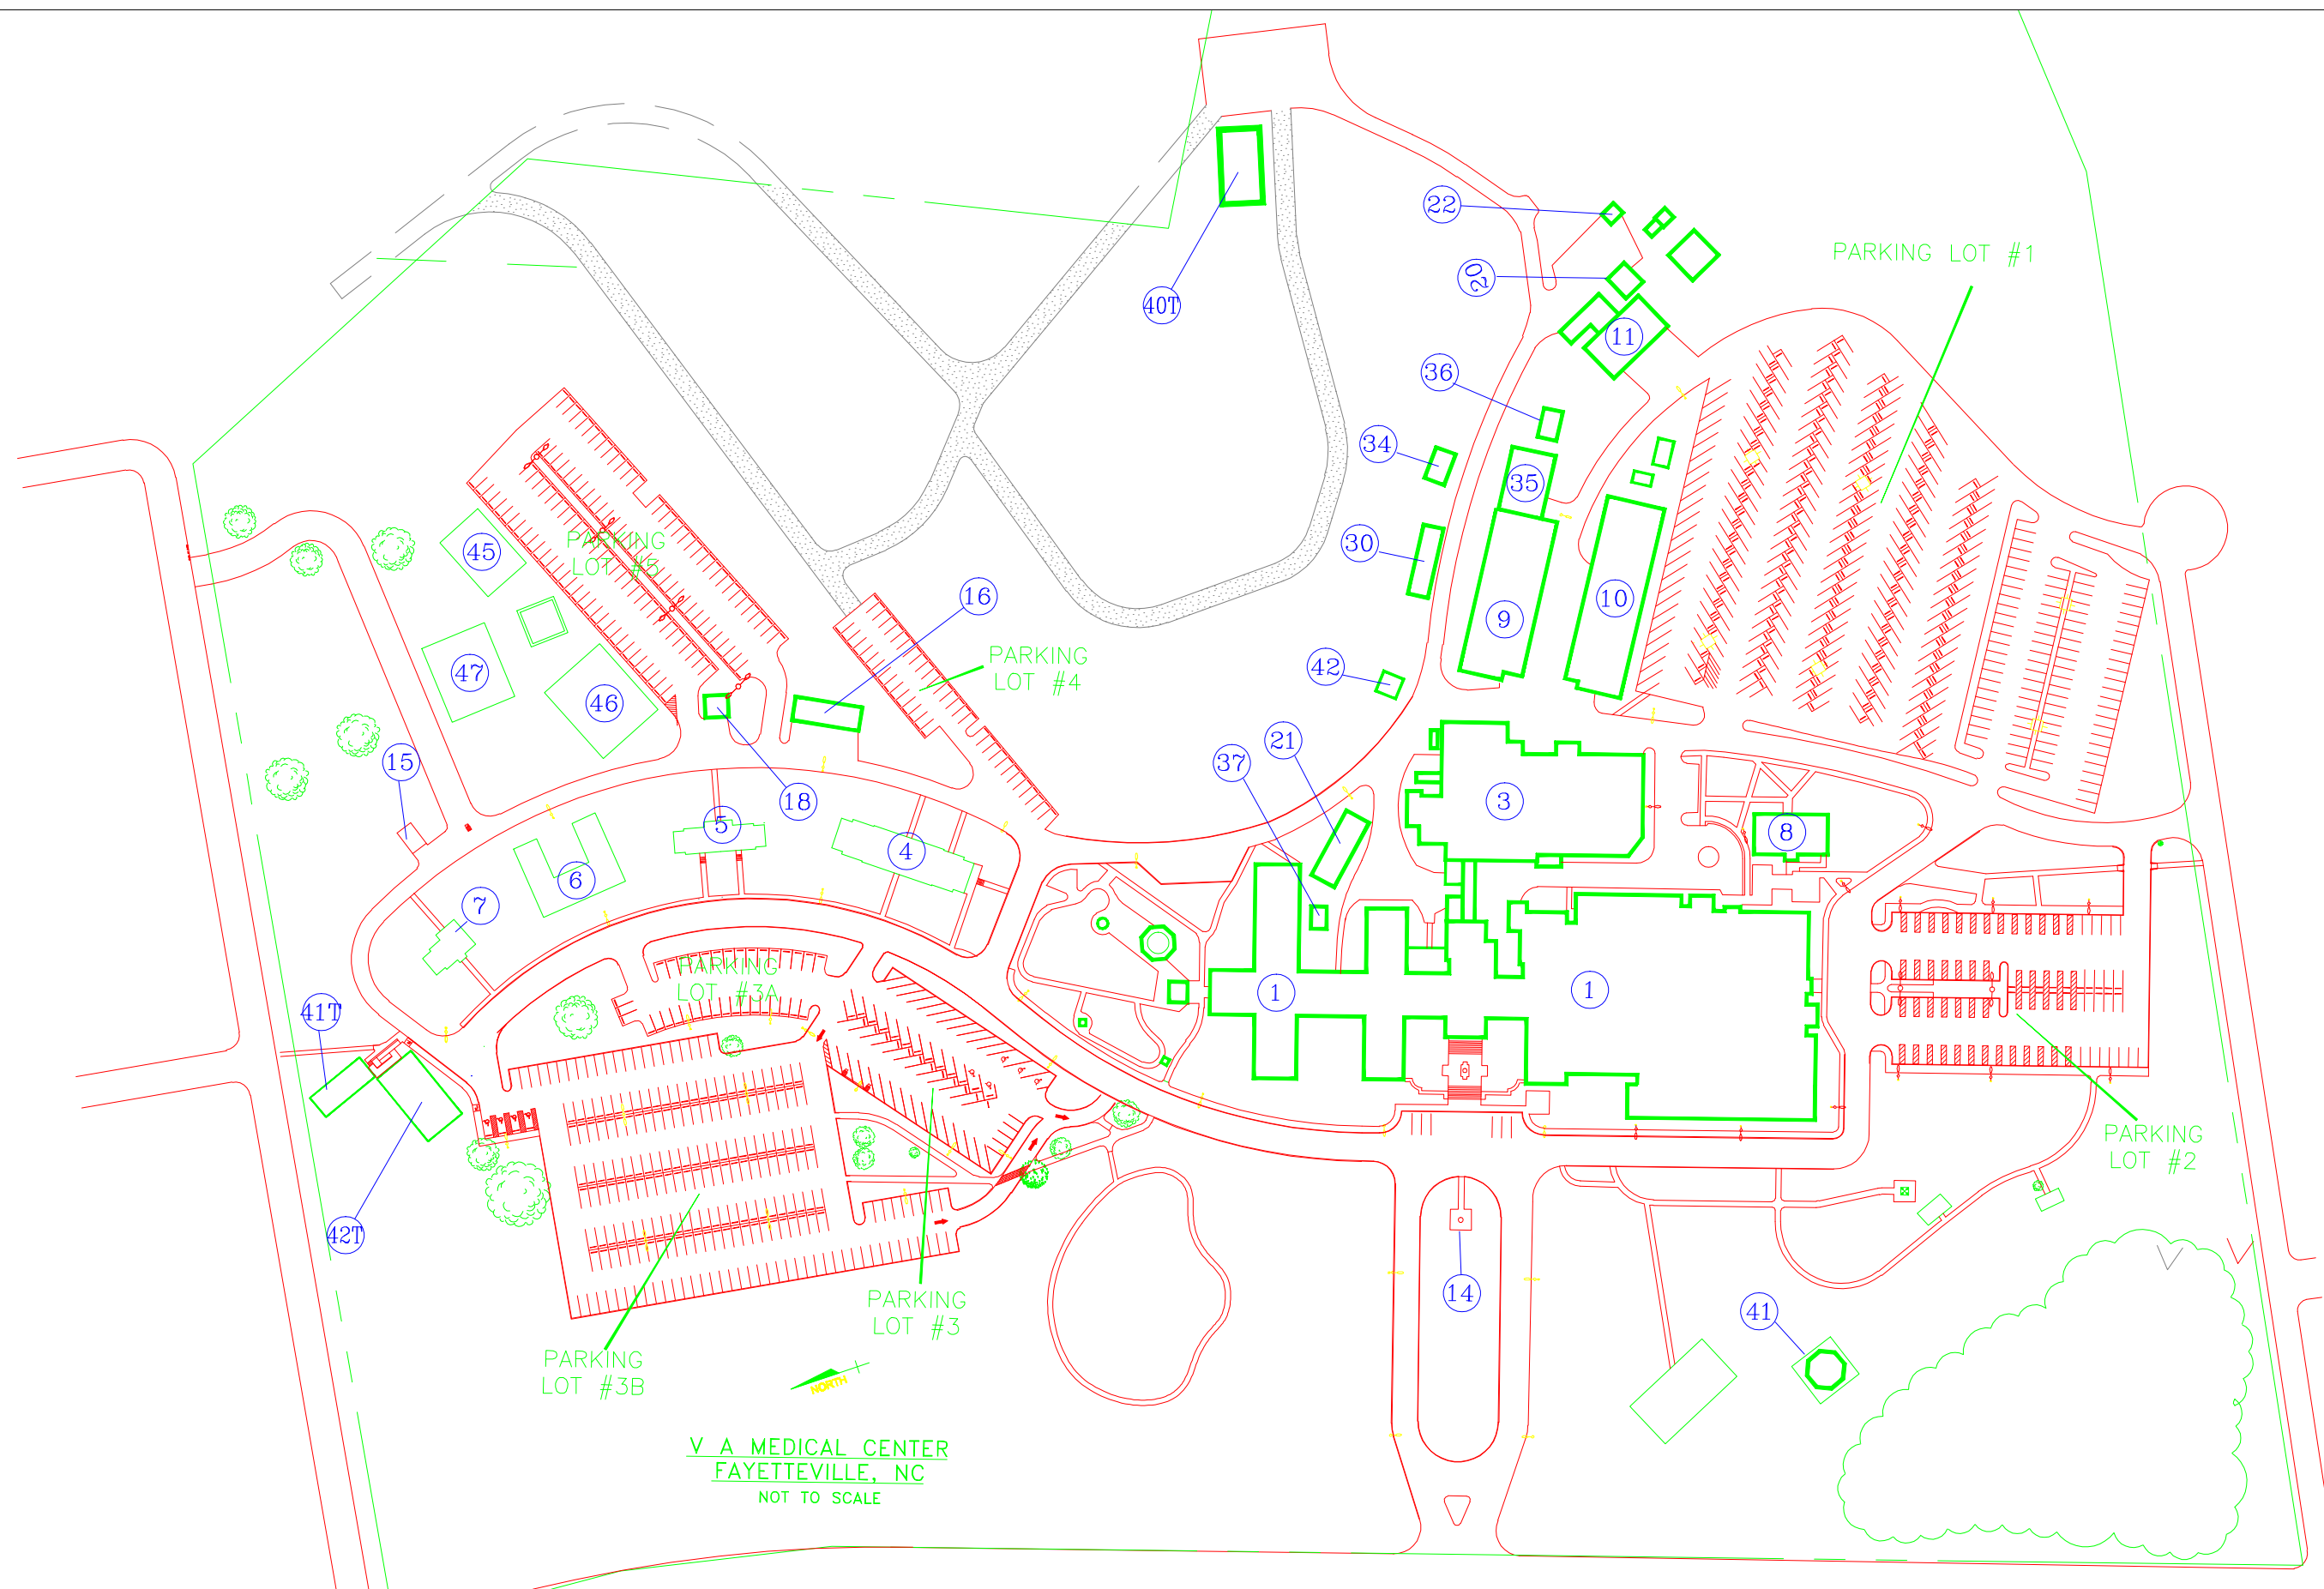 22
PARKING LOT #1
20
40T
11
36
34
35
45
PARKING
LOT #5
30
16
10
9
PARKING
LOT #4
42
47
46
21
15
37
18
3
5
8
4
6
7
PARKING
LOT #3A
1
1
41T
PARKING
LOT #2
42T
14
PARKING
LOT #3
41
PARKING
LOT #3B
NORTH
V A MEDICAL CENTER
FAYETTEVILLE, NC
NOT TO SCALE